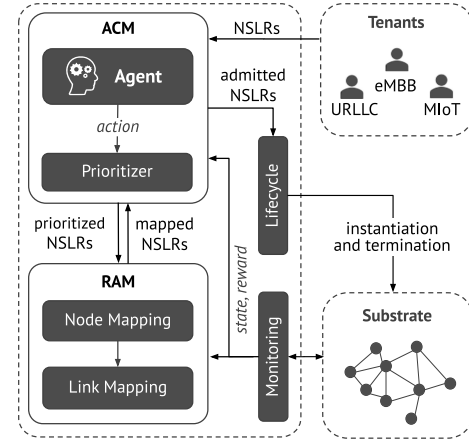 ACM
NSLRs
Tenants
Agent
eMBB
URLLC
MIoT
admitted
NSLRs
action
Prioritizer
Lifecycle
prioritized
NSLRs
mapped
NSLRs
instantiation
and termination
RAM
state, reward
Node Mapping
Monitoring
Substrate
Link Mapping